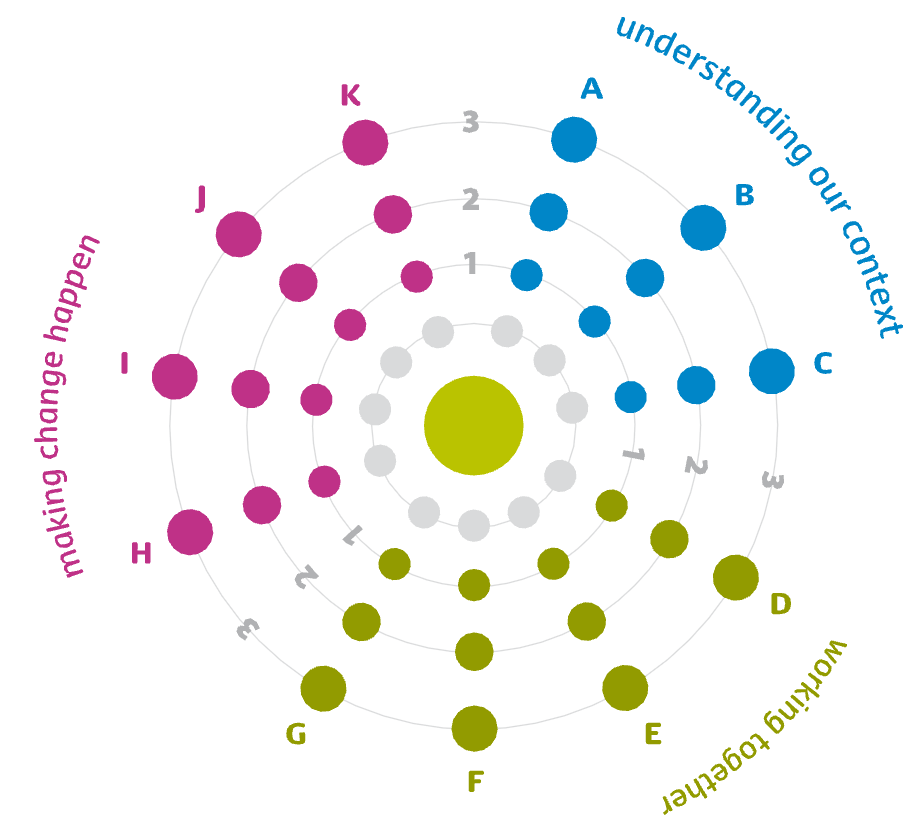 understanding our context
A
K
3
B
J
2
1
making change happen
I
C
1
2
3
H
1
2
3
D
working together
G
E
F